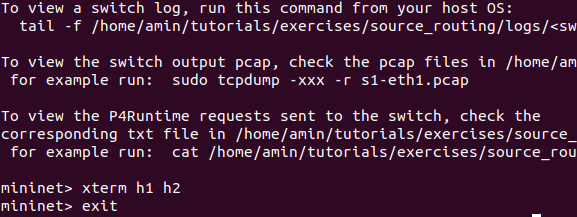 To view a switch log, run this command from your host OS:
  tail -f /home/amin/tutorials/exercises/source_routing/logs/<sw

To view the switch output pcap, check the pcap files in /home/am
 for example run:  sudo tcpdump -xxx -r s1-eth1.pcap

To view the P4Runtime requests sent to the switch, check the
corresponding txt file in /home/amin/tutorials/exercises/source_
 for example run:  cat /home/amin/tutorials/exercises/source_rou

mininet> xterm h1 h2
mininet> exit